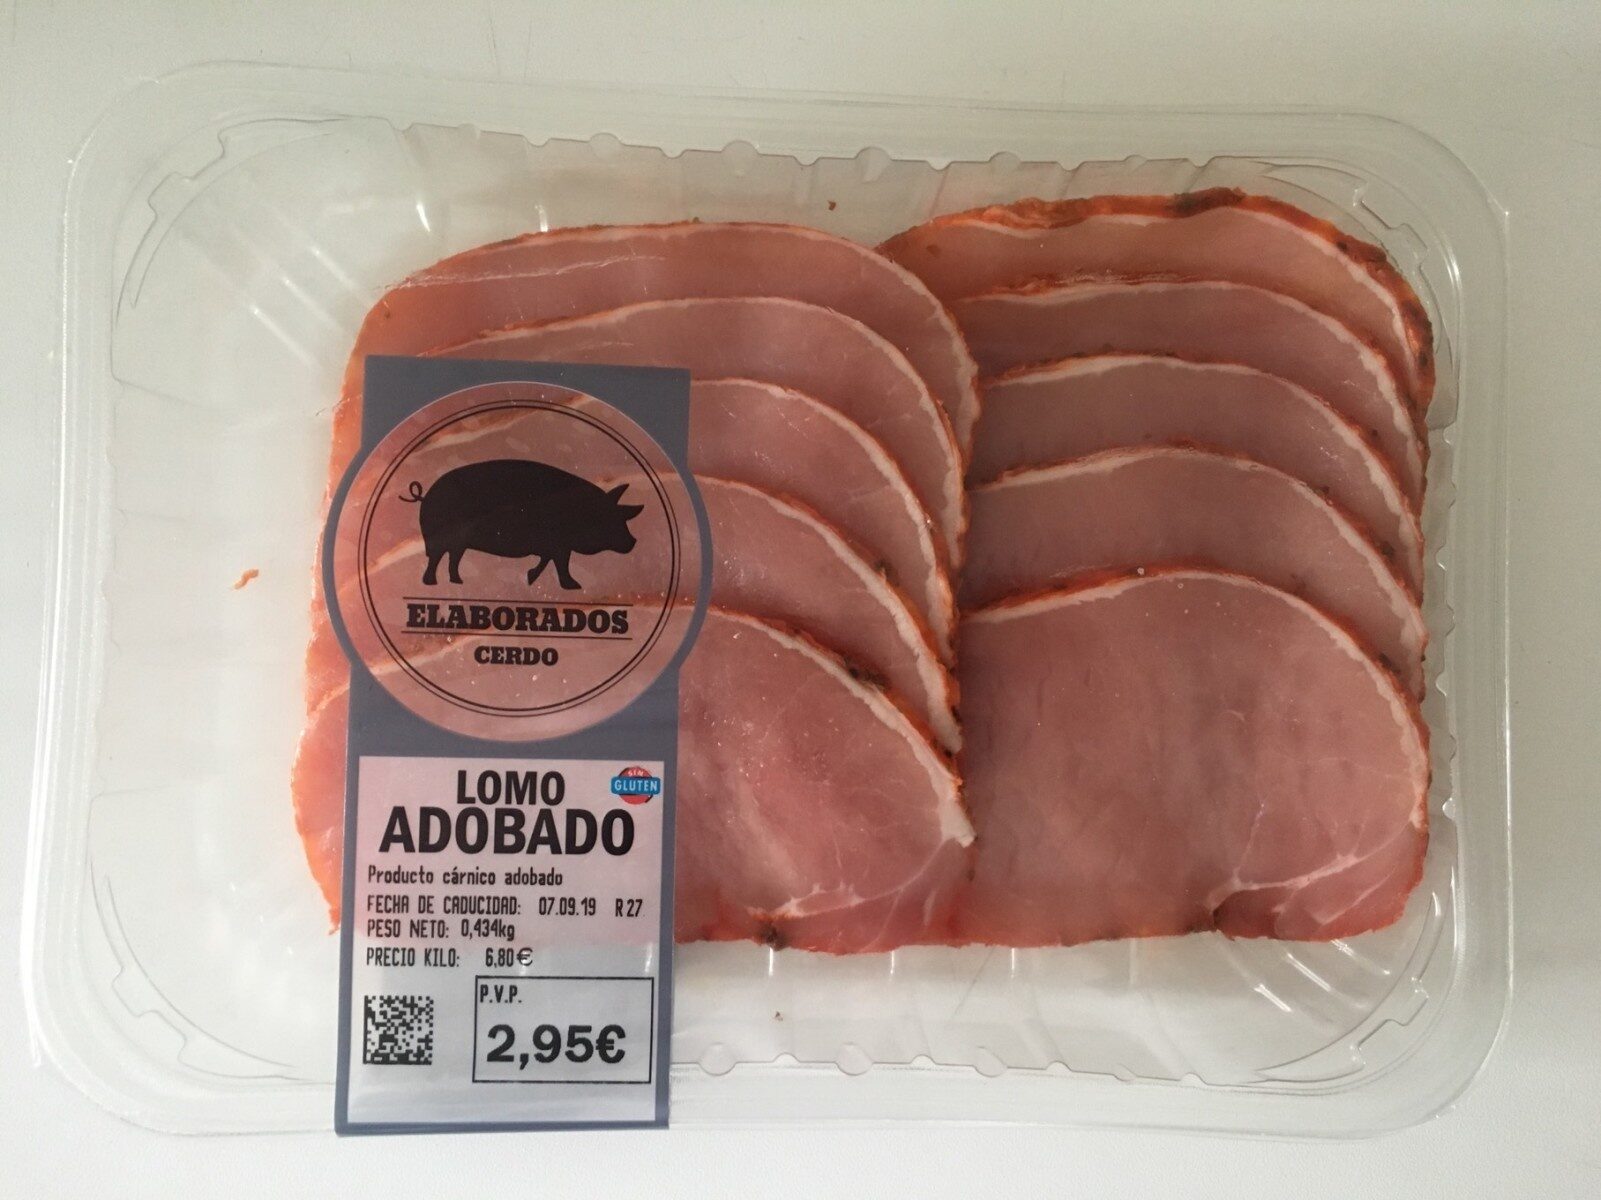 ELABORADOS
CERDO
LOMO
ADOBADO
SIN
GLUTEN
Producto cárnico adobado
FECHA DE CADUCIDAD: 07.09.19 R27
PESO NETO: 0,434kg
PRECIO KILO: 6,80€
P.V.P.
2,95€